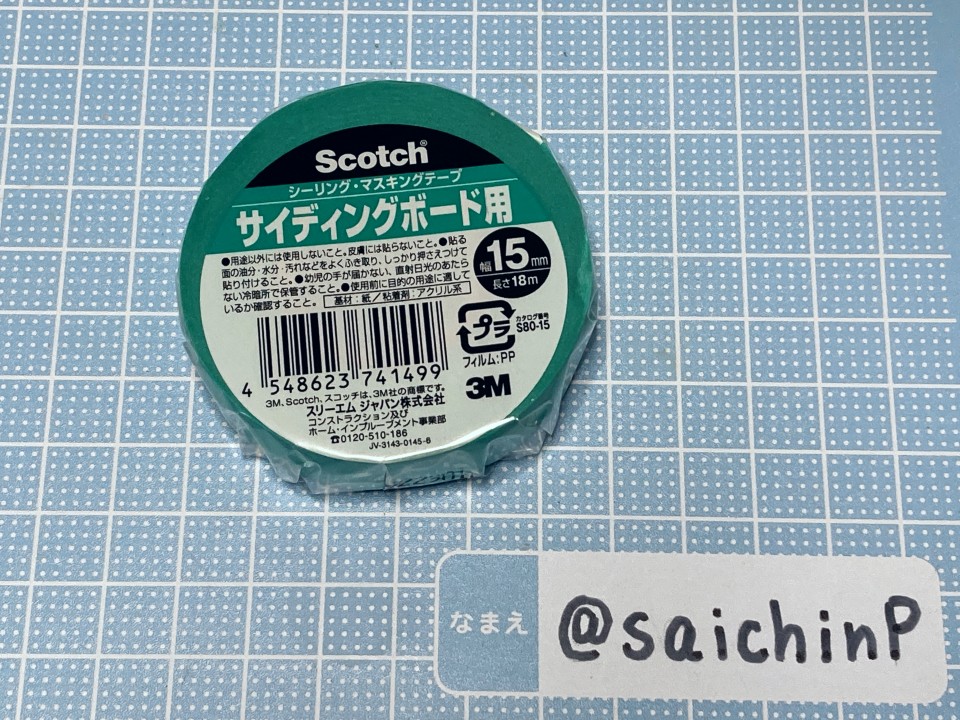 Scotch®
シーリング・マスキングテープ
サイディングボード用
●用途以外には使用しないこと。皮膚には貼らないこと。●貼る
面の油分・水分・汚れなどをよくふき取り、しっかり押さえつけて
貼り付けること。●幼児の手が届かない、直射日光のあたら
ない冷暗所で保管すること。●使用前に目的の用途に適して
いるか確認すること。
基材：紙／粘着剤：アクリル系
幅15mm
長さ18m
プラ
カタログ番号
S80-15
フィルム:PP
4 548623 741499
3M
3M、Scotch、スコッチは、3M社の商標です。
スリーエム ジャパン株式会社
コンストラクション及び
ホーム・インプルーブメント事業部
☎0120-510-186
JV-3143-0145-6
なまえ @saichinP